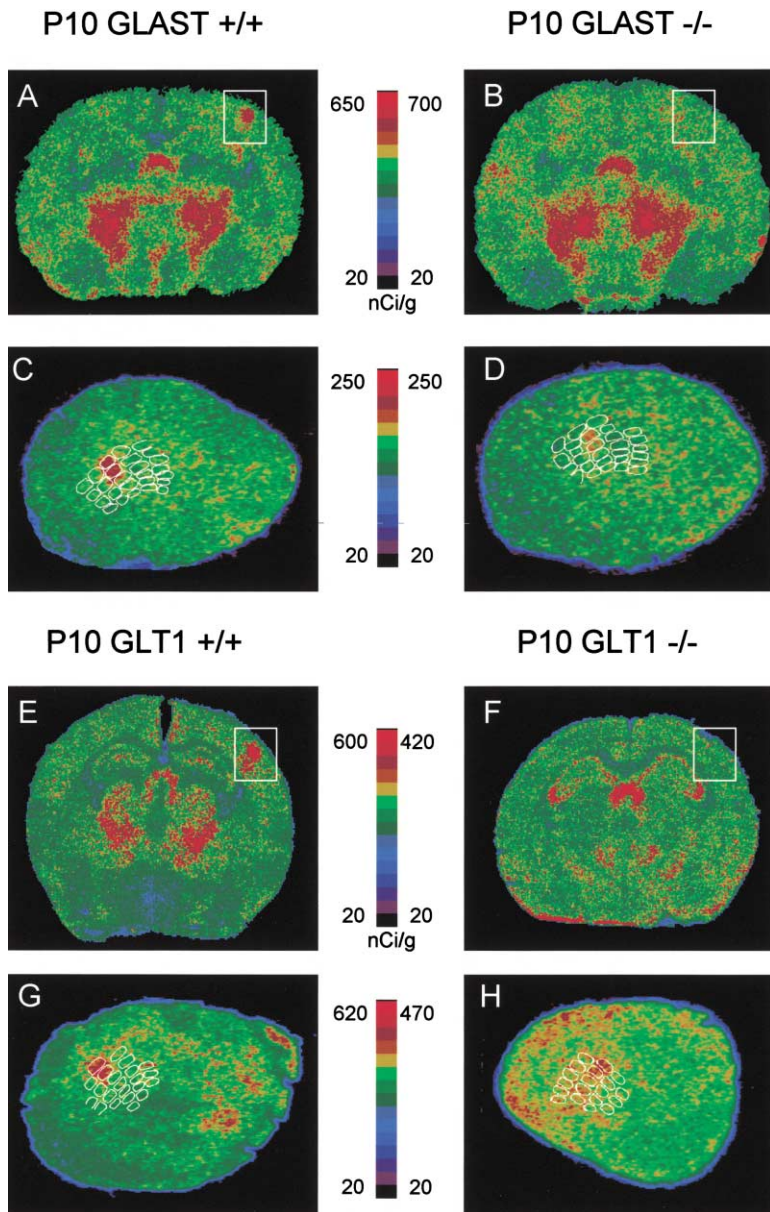 P10 GLAST +/+ P10 GLAST -/-
A B
650 700
20 20
nCi/g
C D
250 250
20 20
P10 GLT1 +/+ P10 GLT1 -/-
E F
600 420
20 20
nCi/g
G H
620 470
20 20